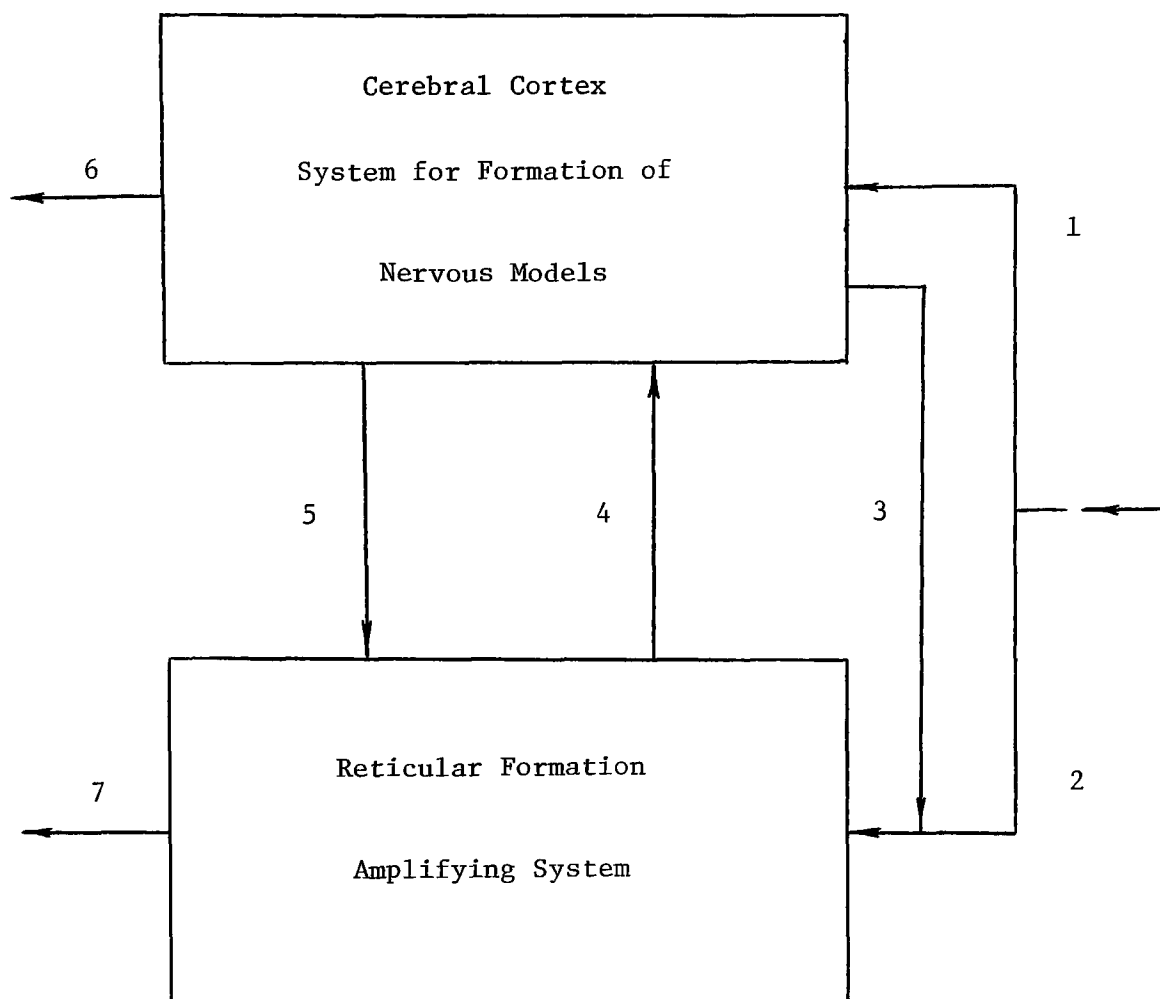 Cerebral Cortex
System for Formation of
Nervous Models
6
1
5
4
3
Reticular Formation
Amplifying System
7
2